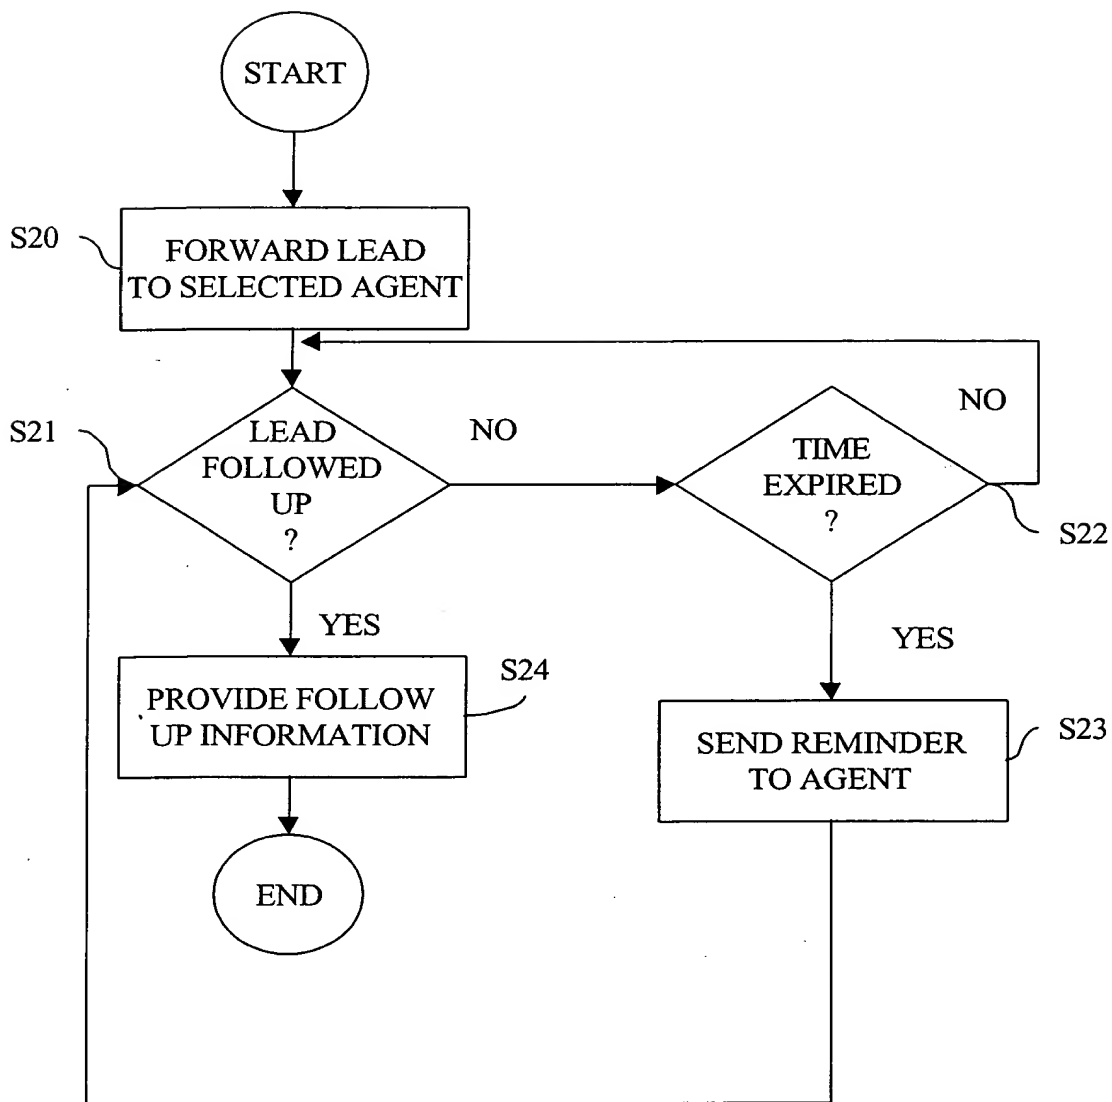 START
S20
FORWARD LEAD
TO SELECTED AGENT
S21
LEAD
FOLLOWED
UP
?
NO
TIME
EXPIRED
?
NO
S22
YES
PROVIDE FOLLOW
UP INFORMATION
S24
YES
SEND REMINDER
TO AGENT
S23
END